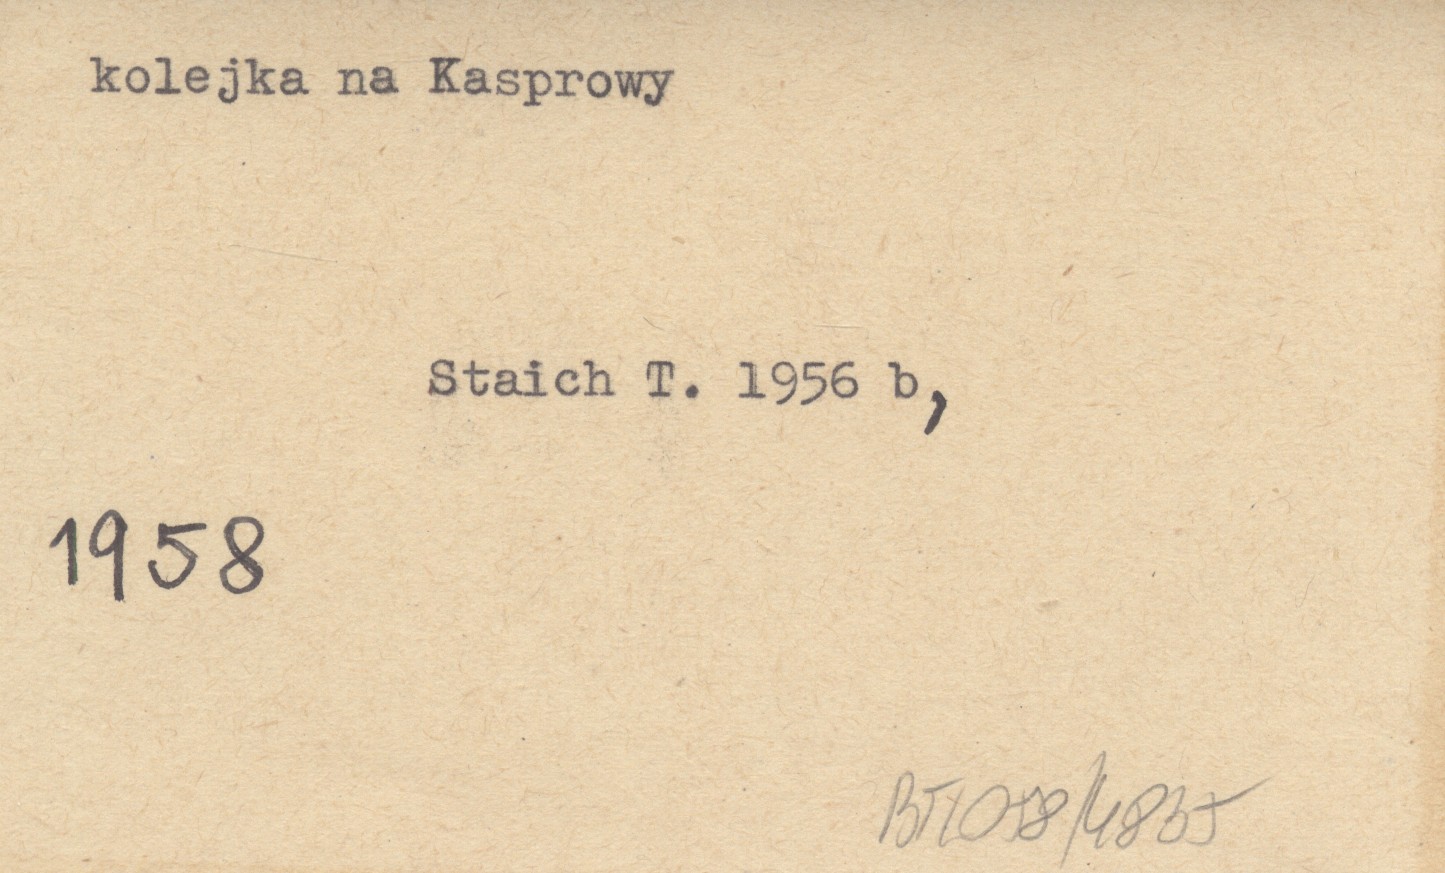 kolejka na Kasprowy
Staich T. 1956 b,
1958